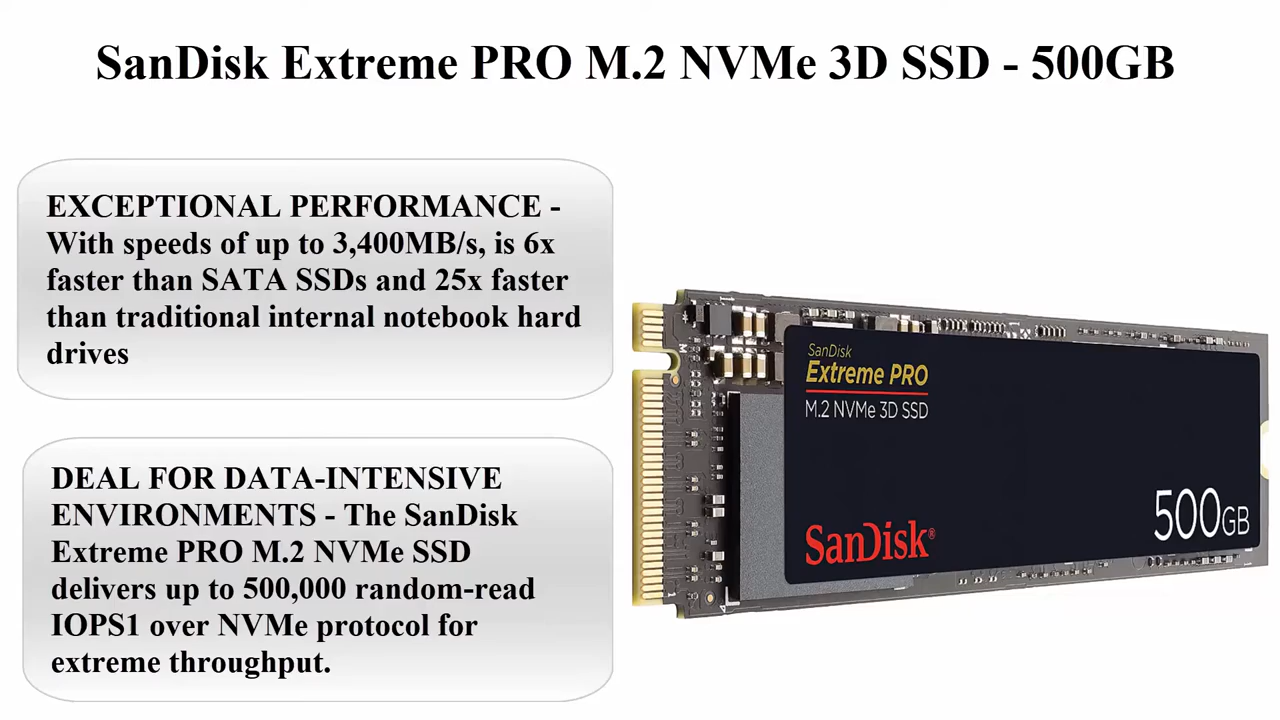 SanDisk Extreme PRO M.2 NVMe 3D SSD - 500GB
EXCEPTIONAL PERFORMANCE -
With speeds of up to 3,400MB/s, is 6x
faster than SATA SSDs and 25x faster
than traditional internal notebook hard
drives
DEAL FOR DATA-INTENSIVE
ENVIRONMENTS - The SanDisk
Extreme PRO M.2 NVMe SSD
delivers up to 500,000 random-read
IOPS1 over NVMe protocol for
extreme throughput.
SanDisk
Extreme PRO
M.2 NVMe 3D SSD
SanDisk®
500GB